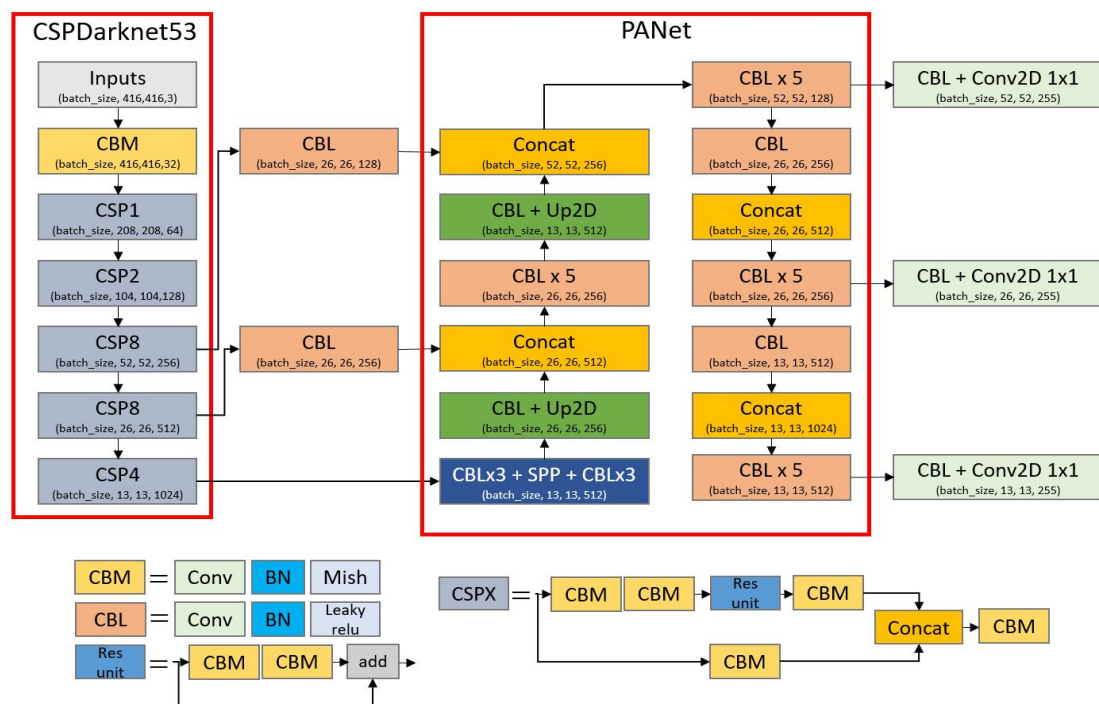 CSPDarknet53
Inputs
(batch_size, 416,416,3)
CBM
(batch_size, 416,416,32)
CSP1
(batch_size, 208, 208, 64)
CSP2
(batch_size, 104, 104,128)
CSP8
(batch_size, 52, 52, 256)
CSP8
(batch_size, 26, 26, 512)
CSP4
(batch_size, 13, 13, 1024)
CBL
(batch_size, 26, 26, 128)
CBL
(batch_size, 26, 26, 256)
PANet
Concat
(batch_size, 52, 52, 256)
CBL + Up2D
(batch_size, 13, 13, 512)
CBL x 5
(batch_size, 26, 26, 256)
Concat
(batch_size, 26, 26, 512)
CBL + Up2D
(batch_size, 26, 26, 256)
CBLx3 + SPP + CBLx3
(batch_size, 13, 13, 512)
CBL x 5
(batch_size, 52, 52, 128)
CBL
(batch_size, 26, 26, 256)
Concat
(batch_size, 26, 26, 512)
CBL x 5
(batch_size, 26, 26, 256)
CBL
(batch_size, 13, 13, 512)
Concat
(batch_size, 13, 13, 1024)
CBL x 5
(batch_size, 13, 13, 512)
CBL + Conv2D 1x1
(batch_size, 52, 52, 255)
CBL + Conv2D 1x1
(batch_size, 26, 26, 255)
CBL + Conv2D 1x1
(batch_size, 13, 13, 255)
CBM = Conv BN Mish
CBL = Conv BN Leaky
relu
Res
unit = CBM CBM add
CSPX = CBM CBM Res
unit CBM
Concat CBM
CBM